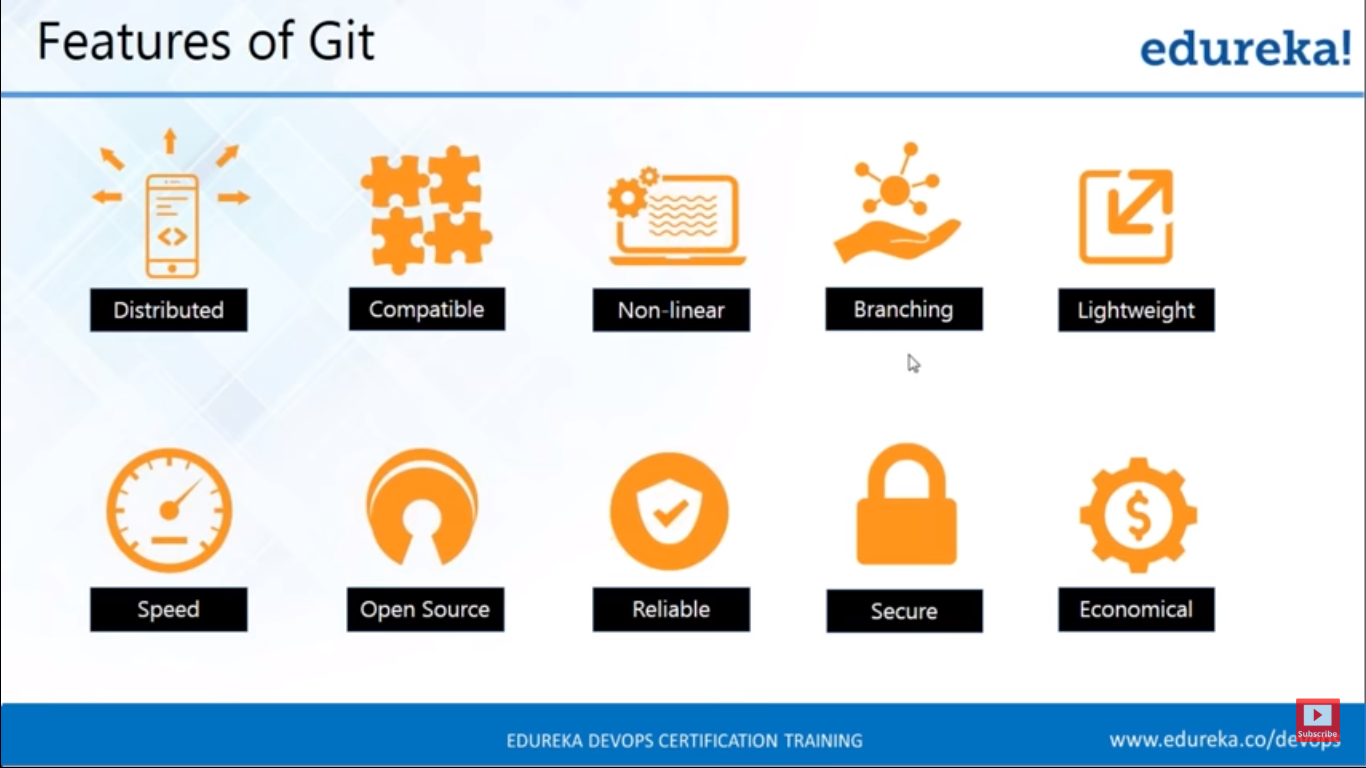 Features of Git
edureka!
Distributed
Compatible
Non-linear
Branching
Lightweight
Speed
Open Source
Reliable
Secure
Economical
EDUREKA DEVOPS CERTIFICATION TRAINING
www.edureka.co/devops
Subscribe